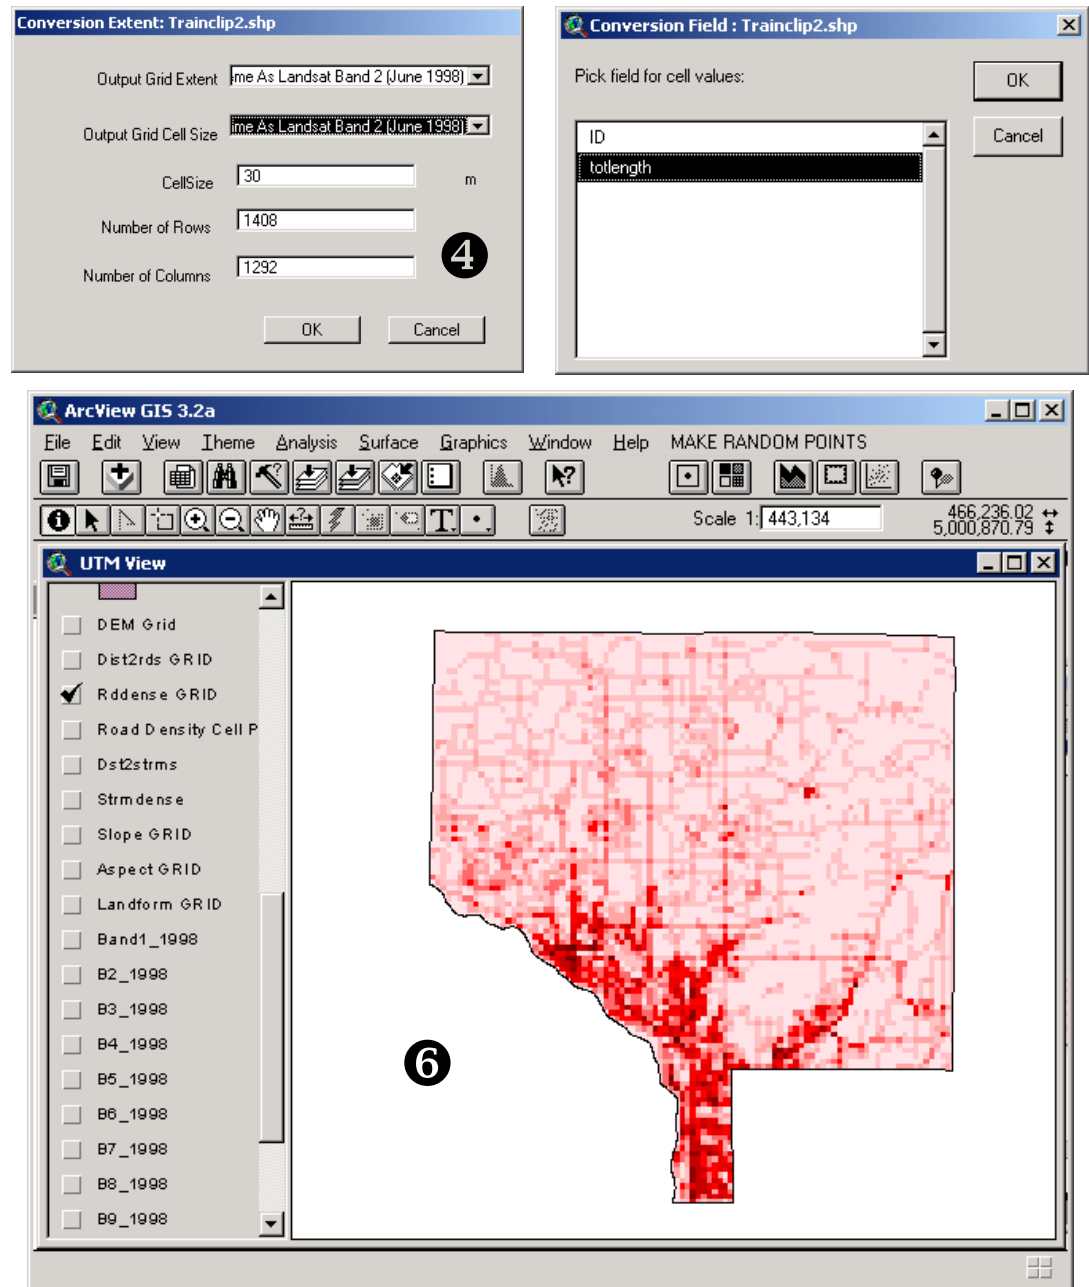 Conversion Extent: Trainclip2.shp
Output Grid Extent me As Landsat Band 2 (June 1998)
Output Grid Cell Size me As Landsat Band 2 (June 1998)
CellSize 30 m
Number of Rows 1408
Number of Columns 1292
4
OK Cancel
Conversion Field : Trainclip2.shp
Pick field for cell values:
OK
Cancel
ID
totlength
ArcView GIS 3.2a
File Edit View Theme Analysis Surface Graphics Window Help MAKE RANDOM POINTS
T
Scale 1: 443,134
466,236.02
5,000,870.79
UTM View
DEM Grid
Dist2rds GRID
Rddense GRID
Road Density Cell P
Dst2strms
Strmdense
Slope GRID
Aspect GRID
Landform GRID
Band1_1998
B2_1998
B3_1998
B4_1998
B5_1998
B6_1998
B7_1998
B8_1998
B9_1998
6